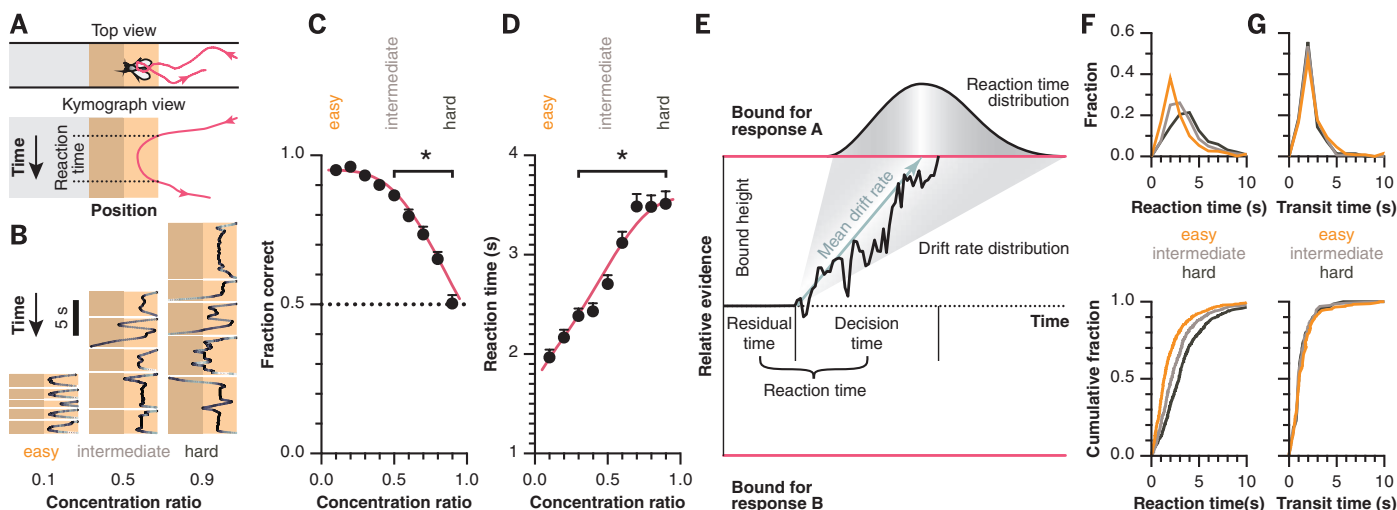 A
Top view
Kymograph view
Time
Reaction
time
Position
B
Time
5 s
easy
intermediate
hard
0.1
0.5
0.9
Concentration ratio
C
easy
intermediate
hard
*
1.0
0.5
0.0
Fraction correct
0.0
0.5
1.0
Concentration ratio
D
easy
intermediate
hard
*
4
3
2
1
Reaction time (s)
0.0
0.5
1.0
Concentration ratio
E
Reaction time
distribution
Bound for
response A
Bound height
Mean drift rate
Drift rate distribution
Relative evidence
Time
Residual
time
Decision
time
Reaction time
Bound for
response B
F
Fraction
0.6
0.4
0.2
0.0
0
5
10
Reaction time (s)
easy
intermediate
hard
Cumulative fraction
1.0
0.5
0.0
0
5
10
Reaction time(s)
G
0
5
10
Transit time (s)
easy
intermediate
hard
0
5
10
Transit time (s)